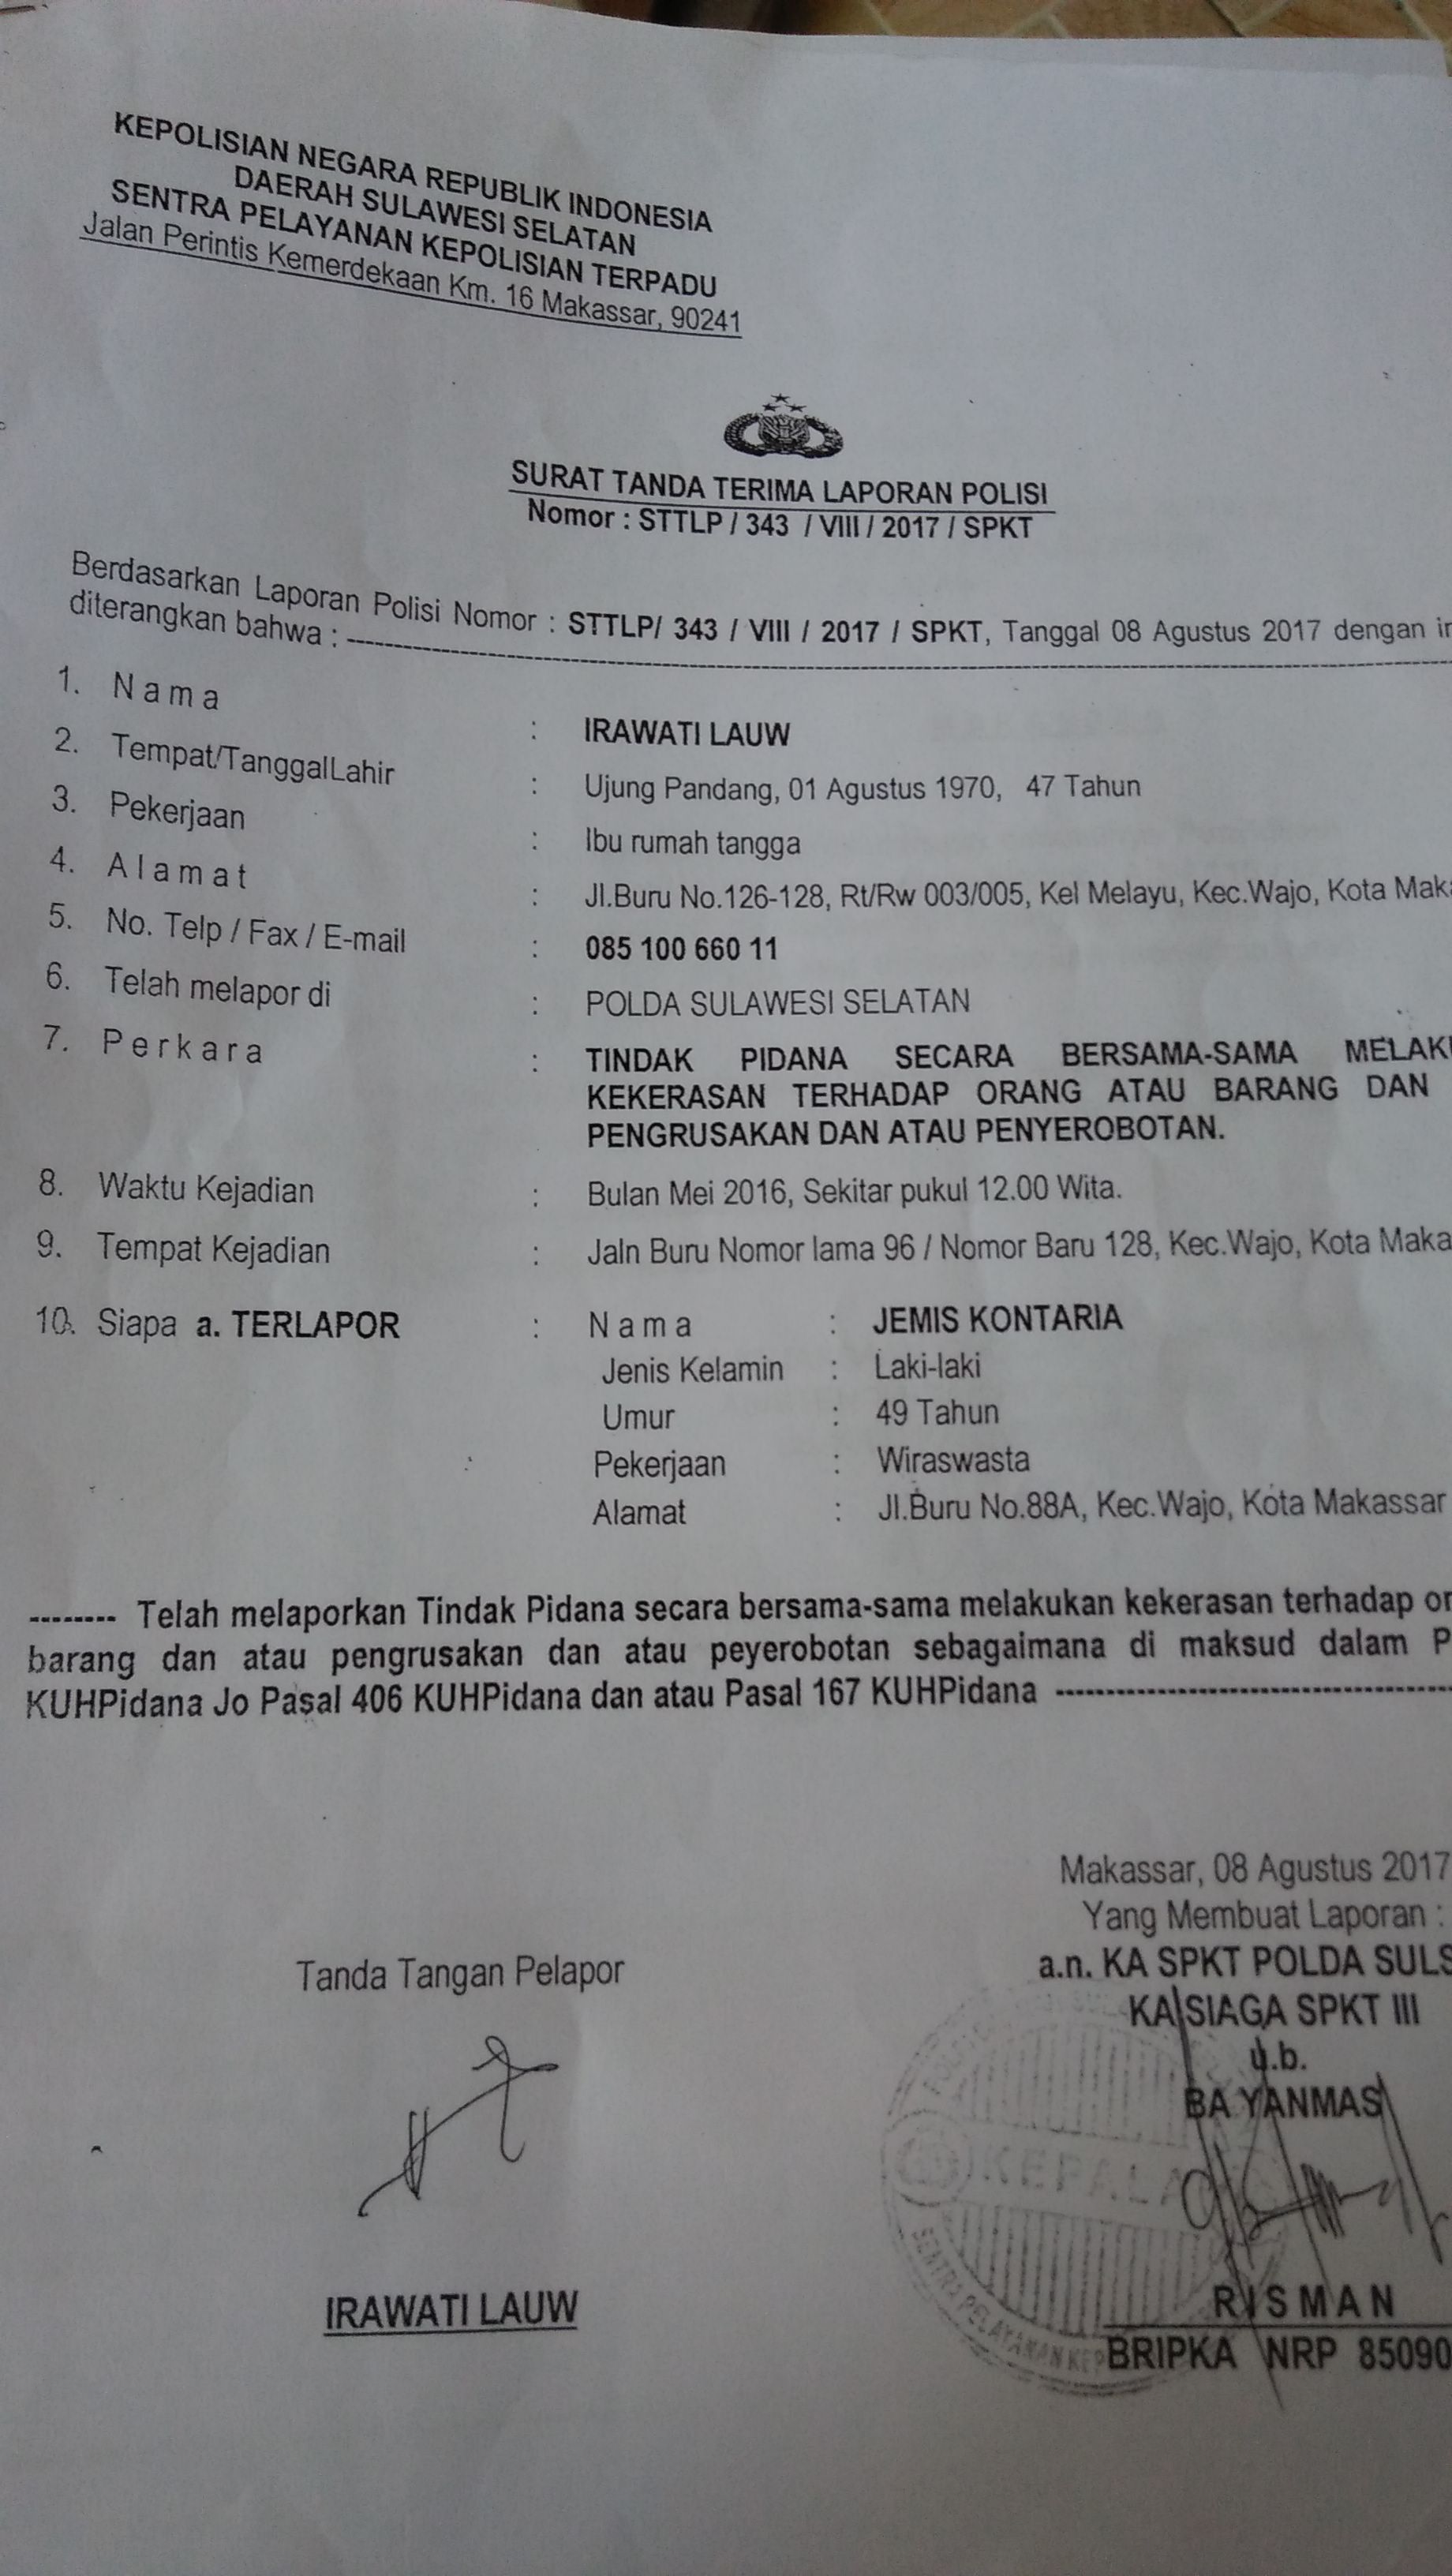 KEPOLISIAN NEGARA REPUBLIK INDONESIA
DAERAH SULAWESI SELATAN
SENTRA PELAYANAN KEPOLISIAN TERPADU
Jalan Perintis Kemerdekaan Km. 16 Makassar, 90241
SURAT TANDA TERIMA LAPORAN POLISI
Nomor : STTLP / 343 / VIII / 2017 / SPKT
Berdasarkan Laporan Polisi Nomor : STTLP/ 343 / VIII / 2017 / SPKT, Tanggal 08 Agustus 2017 dengan
diterangkan bahwa :
1. N a m a : IRAWATI LAUW
2. Tempat/TanggalLahir : Ujung Pandang, 01 Agustus 1970, 47 Tahun
3. Pekerjaan : Ibu rumah tangga
4. A l a m a t : Jl.Buru No.126-128, Rt/Rw 003/005, Kel Melayu, Kec.Wajo, Kota
5. No. Telp / Fax / E-mail : 085 100 660 11
6. Telah melapor di : POLDA SULAWESI SELATAN
7. P e r k a r a : TINDAK PIDANA SECARA BERSAMA-SAMA
KEKERASAN TERHADAP ORANG ATAU BARANG DAN
PENGRUSAKAN DAN ATAU PENYEROBOTAN.
8. Waktu Kejadian : Bulan Mei 2016, Sekitar pukul 12.00 Wita.
9. Tempat Kejadian : Jaln Buru Nomor lama 96 / Nomor Baru 128, Kec.Wajo, Kota
10. Siapa a. TERLAPOR : N a m a : JEMIS KONTARIA
Jenis Kelamin : Laki-laki
Umur : 49 Tahun
Pekerjaan : Wiraswasta
Alamat : Jl.Buru No.88A, Kec.Wajo, Kota Makassar
-------- Telah melaporkan Tindak Pidana secara bersama-sama melakukan kekerasan terhadap
barang dan atau pengrusakan dan atau peyerobotan sebagaimana di maksud dalam
KUHPidana Jo Pasal 406 KUHPidana dan atau Pasal 167 KUHPidana
Makassar, 08 Agustus 2017
Yang Membuat Laporan :
a.n. KA SPKT POLDA
KA SIAGA SPKT III
u.b.
BA YANMAS
Tanda Tangan Pelapor
KEPALA
SENTRA PELAYANAN
IRAWATI LAUW
R I S M A N
BRIPKA NRP